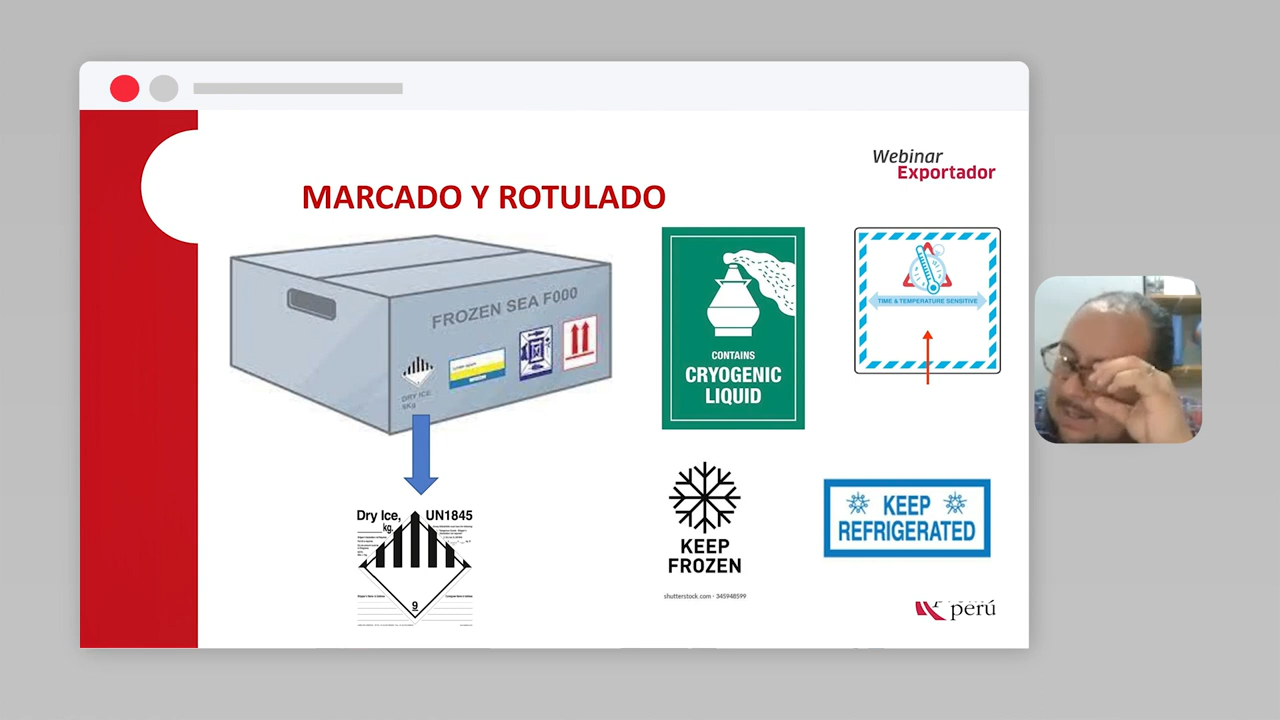 Webinar
Exportador
MARCADO Y ROTULADO
FROZEN SEA F000
DRY ICE
5Kg
CONTAINS
CRYOGENIC
LIQUID
TIME & TEMPERATURE SENSITIVE
Dry Ice, UN1845
kg.
9
KEEP
FROZEN
shutterstock.com · 345948599
KEEP
REFRIGERATED
perú